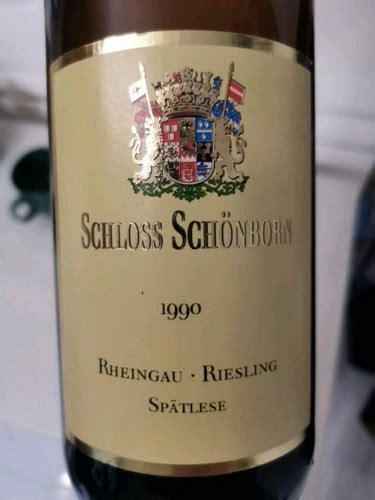 SCHLOSS SCHÖNBORN
1990
RHEINGAU · RIESLING
SPÄTLESE